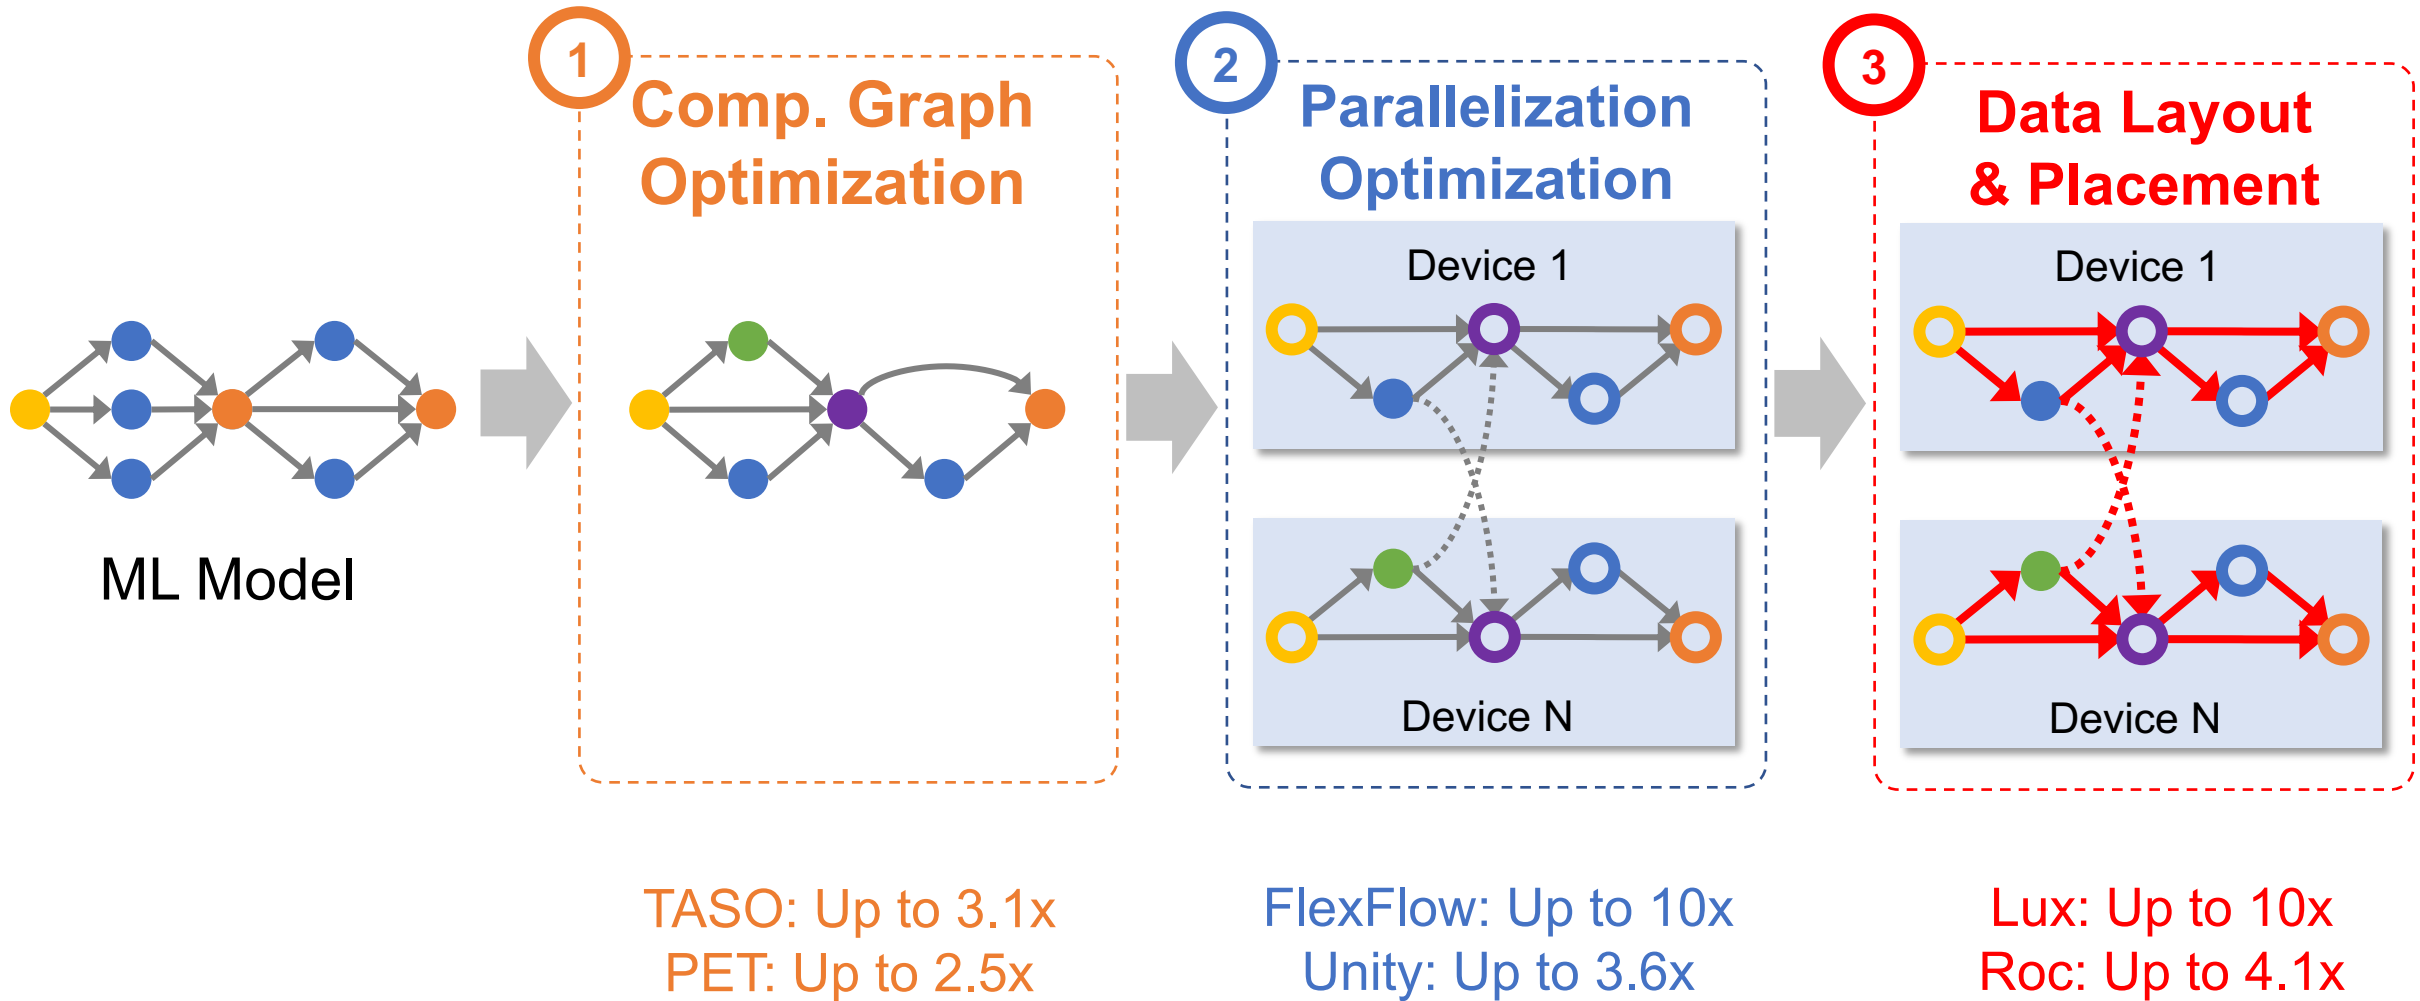 ML Model
1
Comp. Graph
Optimization
TASO: Up to 3.1x
PET: Up to 2.5x
2
Parallelization
Optimization
Device 1
Device N
FlexFlow: Up to 10x
Unity: Up to 3.6x
3
Data Layout
& Placement
Device 1
Device N
Lux: Up to 10x
Roc: Up to 4.1x